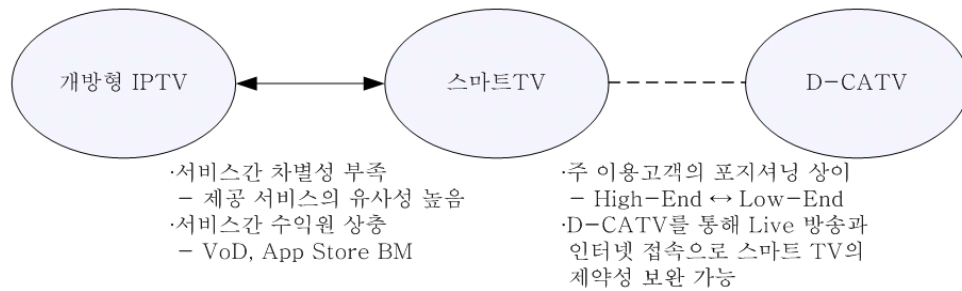 개방형 IPTV
스마트TV
D-CATV
·서비스간 차별성 부족
- 제공 서비스의 유사성 높음
·서비스간 수익원 상충
- VoD, App Store BM
·주 이용고객의 포지셔닝 상이
- High-End ↔ Low-End
·D-CATV를 통해 Live 방송과
인터넷 접속으로 스마트 TV의
제약성 보완 가능